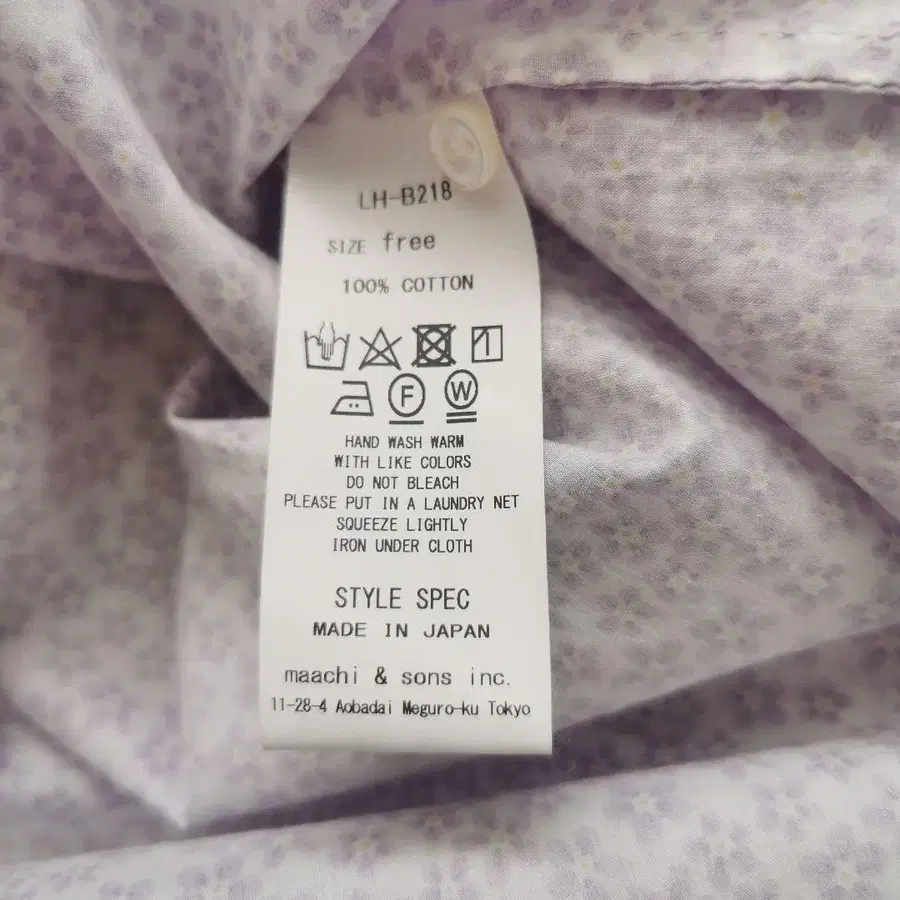 LH-B218
SIZE free
100% COTTON
F W
HAND WASH WARM
WITH LIKE COLORS
DO NOT BLEACH
PLEASE PUT IN A LAUNDRY NET
SQUEEZE LIGHTLY
IRON UNDER CLOTH
STYLE SPEC
MADE IN JAPAN
maachi & sons inc.
11-28-4 Aobadai Meguro-ku Tokyo